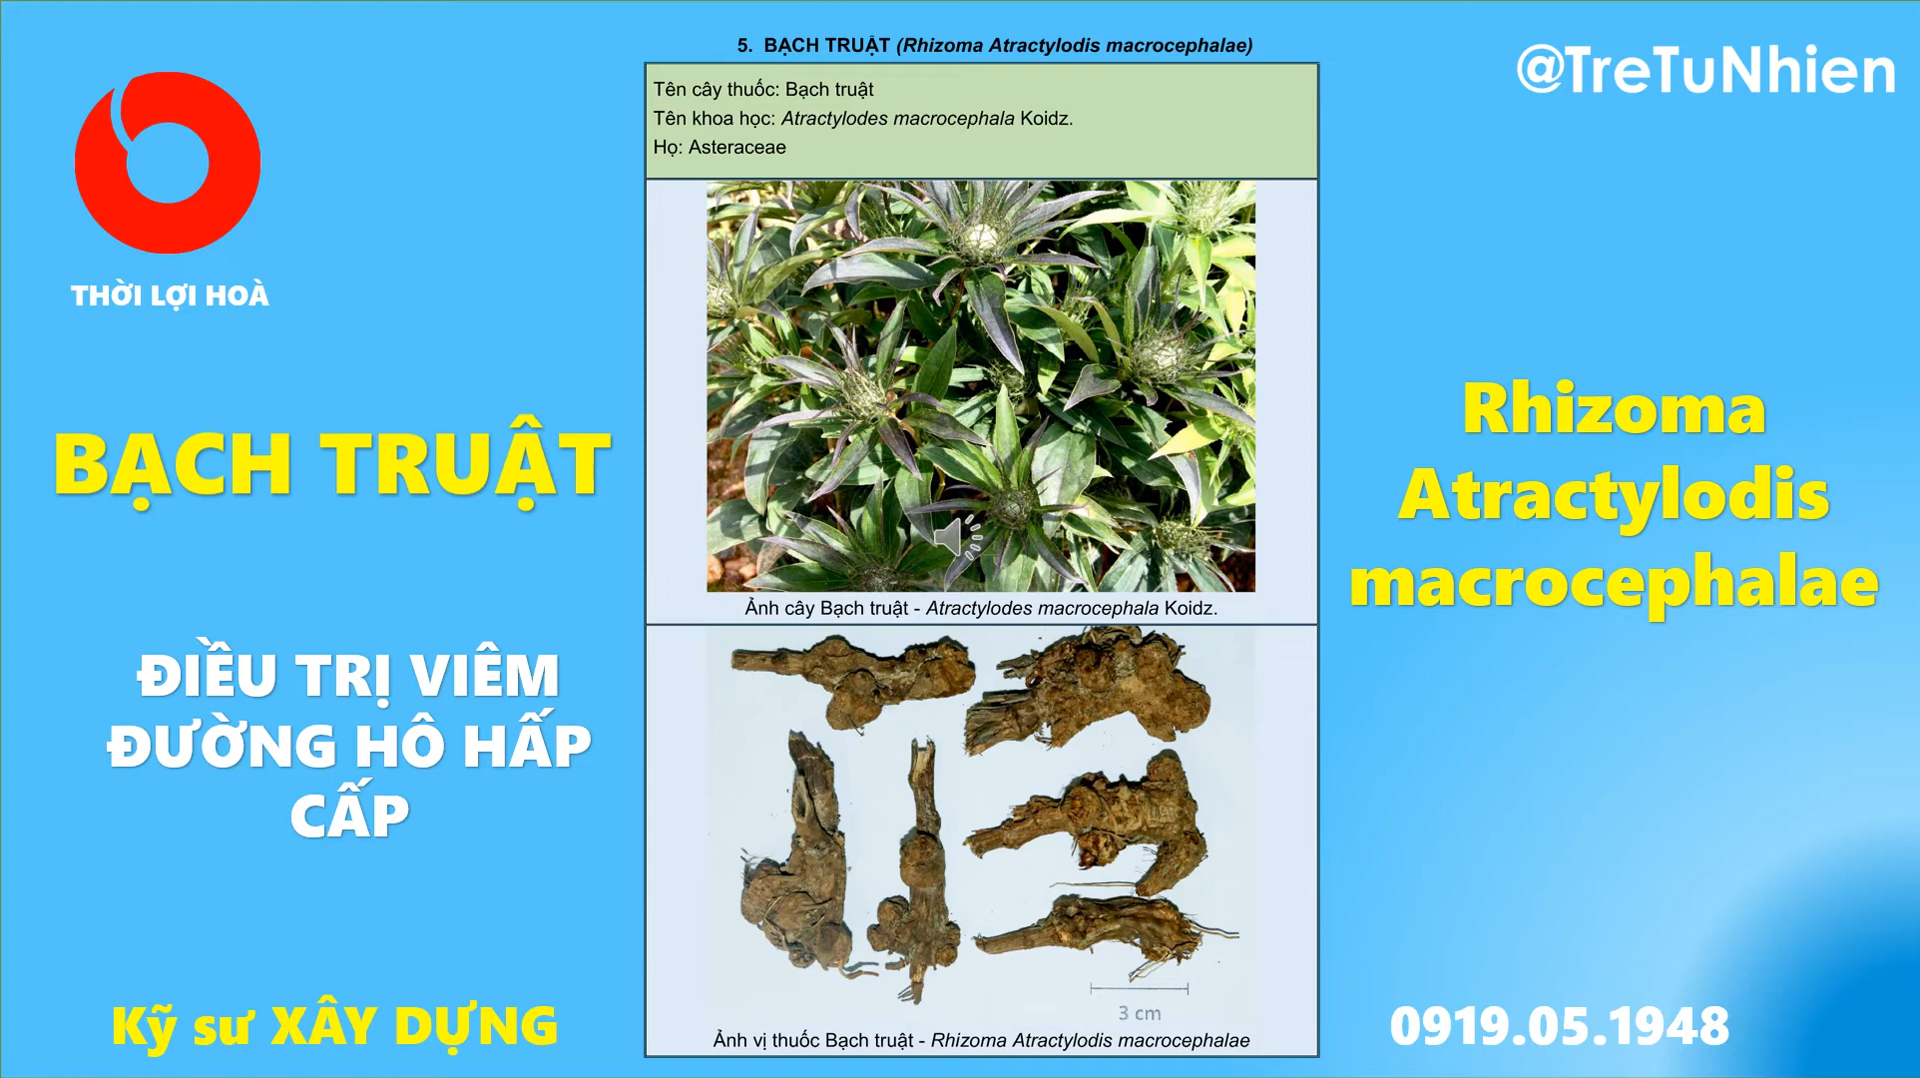 5. BẠCH TRUẬT (Rhizoma Atractylodis macrocephalae)
@TreTuNhien
Tên cây thuốc: Bạch truật
Tên khoa học: Atractylodes macrocephala Koidz.
Họ: Asteraceae
THỜI LỢI HOÀ
BẠCH TRUẬT
Rhizoma
Atractylodis
macrocephalae
Ảnh cây Bạch truật - Atractylodes macrocephala Koidz.
ĐIỀU TRỊ VIÊM
ĐƯỜNG HÔ HẤP
CẤP
3 cm
Ảnh vị thuốc Bạch truật - Rhizoma Atractylodis macrocephalae
Kỹ sư XÂY DỰNG
0919.05.1948